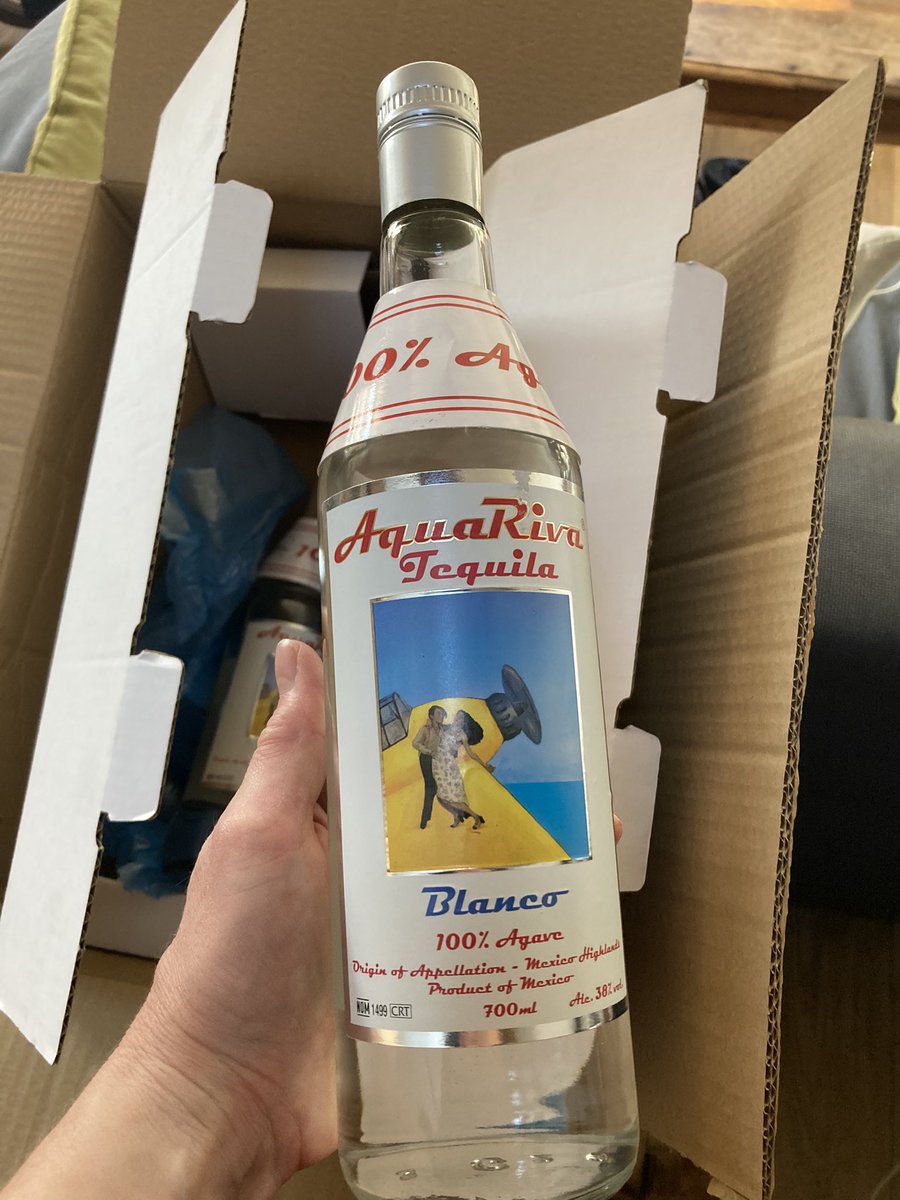 00% Ag
AquaRiva®
Tequila
Blanco
100% Agave
Origin of Appellation - Mexico Highlands
Product of Mexico
NOM 1499 CRT
700ml
Alc. 38% vol.